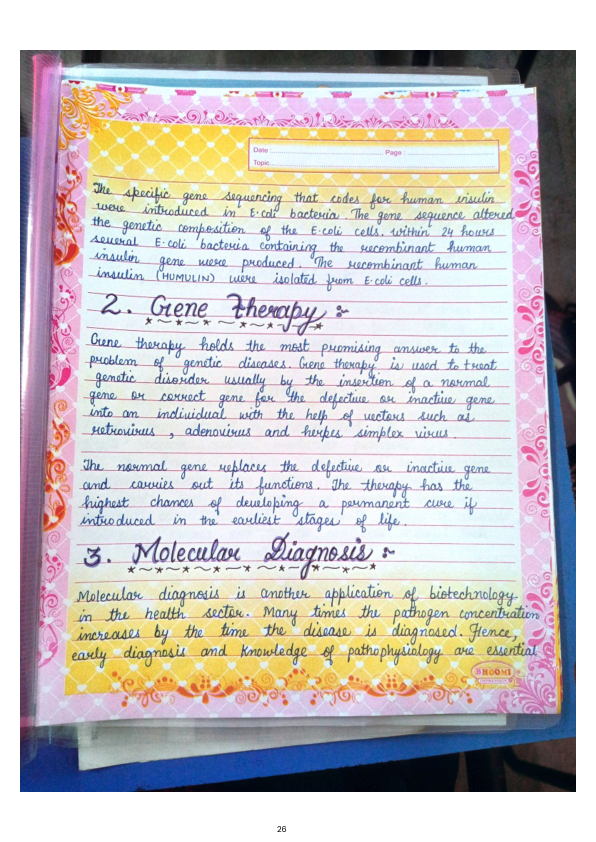 Date :
Page :
Topic
The specific gene sequencing that codes for human insulin
were introduced in E·coli bacteria. The gene sequence altered
the genetic composition of the E·coli cells. within 24 hours
several E·coli bacteria containing the recombinant human
insulin gene were produced. The recombinant human
insulin (HUMULIN) were isolated from E·coli cells.
2. Gene Therapy :-
Gene therapy holds the most promising answer to the
problem of genetic diseases. Gene therapy is used to treat
genetic disorder usually by the insertion of a normal
gene or correct gene for the defective or inactive gene
into an individual with the help of vectors such as
retrovirus , adenovirus and herpes simplex virus.
The normal gene replaces the defective or inactive gene
and carries out its functions. The therapy has the
highest chances of developing a permanent cure if
introduced in the earliest stages of life.
3. Molecular Diagnosis :-
Molecular diagnosis is another application of biotechnology
in the health sector. Many times the pathogen concentration
increases by the time the disease is diagnosed. Hence,
early diagnosis and knowledge of pathophysiology are essential
BHOOMI
26